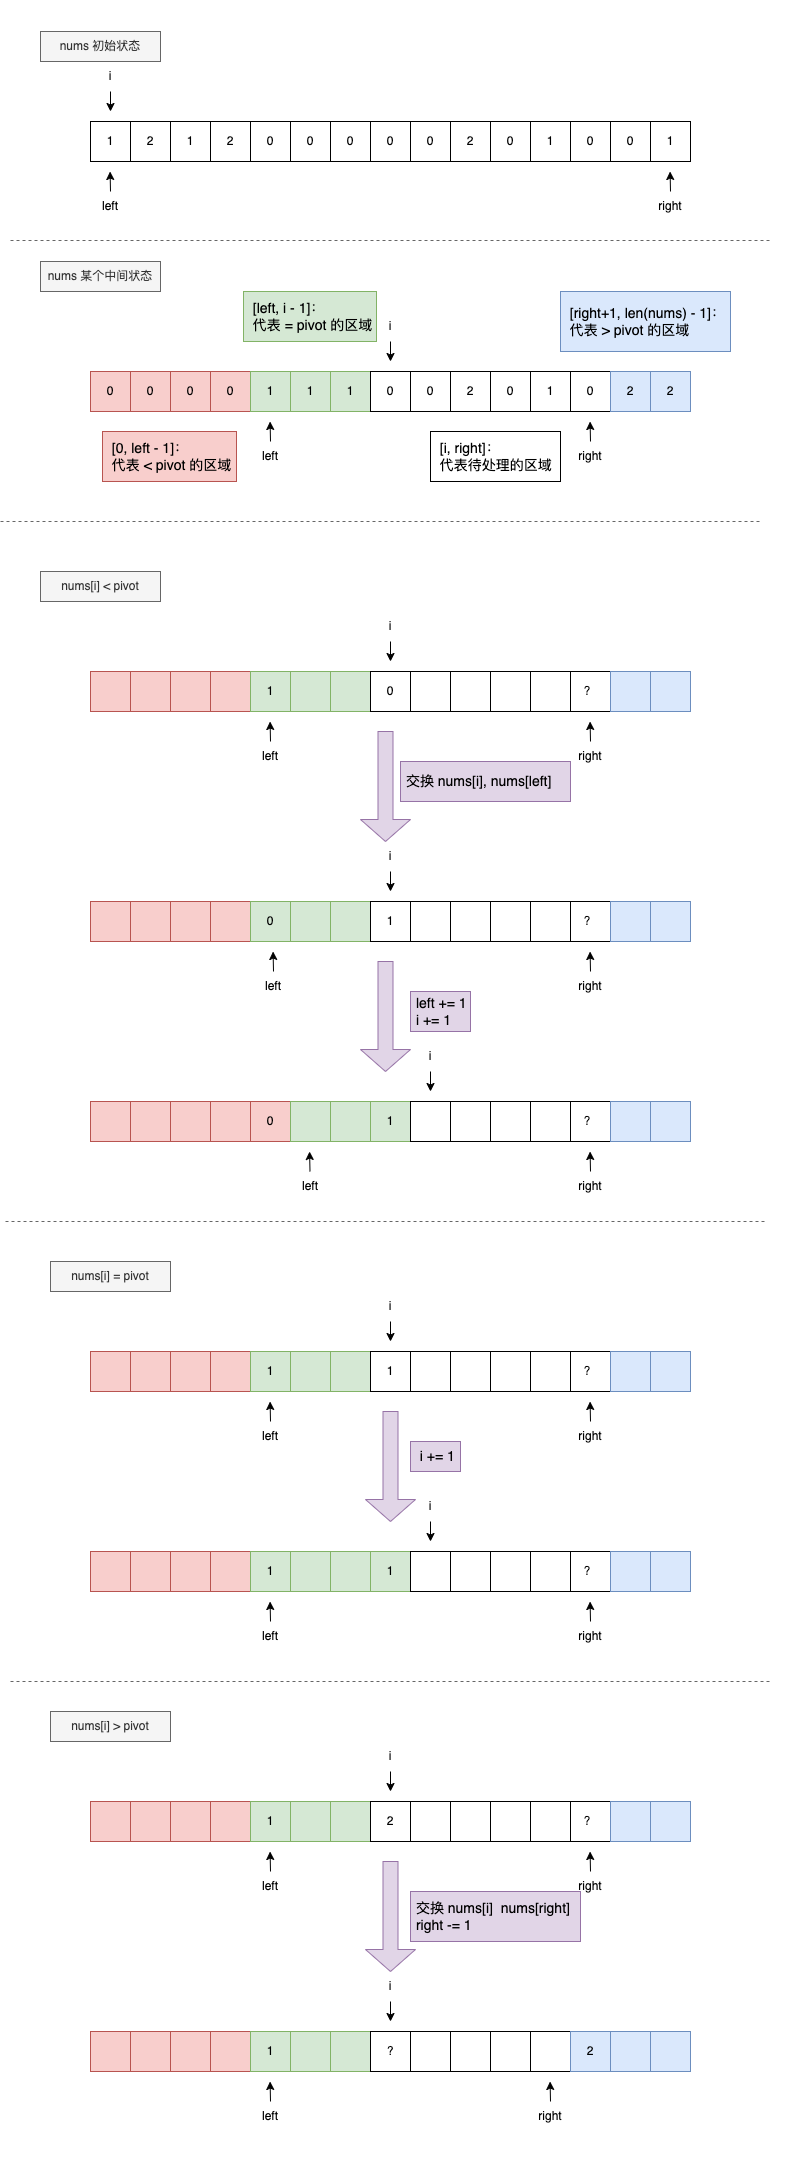 nums 初始状态
i
1 2 1 2 0 0 0 0 0 2 0 1 0 0 1
left right
nums 某个中间状态
[left, i - 1]：
代表 = pivot 的区域
i
[right+1, len(nums) - 1]：
代表 > pivot 的区域
0 0 0 0 1 1 1 0 0 2 0 1 0 2 2
[0, left - 1]：
代表 < pivot 的区域
left
[i, right]：
代表待处理的区域
right
nums[i] < pivot
i
1 0 ?
left right
交换 nums[i], nums[left]
i
0 1 ?
left right
left += 1
i += 1
i
0 1 ?
left right
nums[i] = pivot
i
1 1 ?
left right
i += 1
i
1 1 ?
left right
nums[i] > pivot
i
1 2 ?
left right
交换 nums[i]  nums[right]
right -= 1
i
1 ? 2
left right